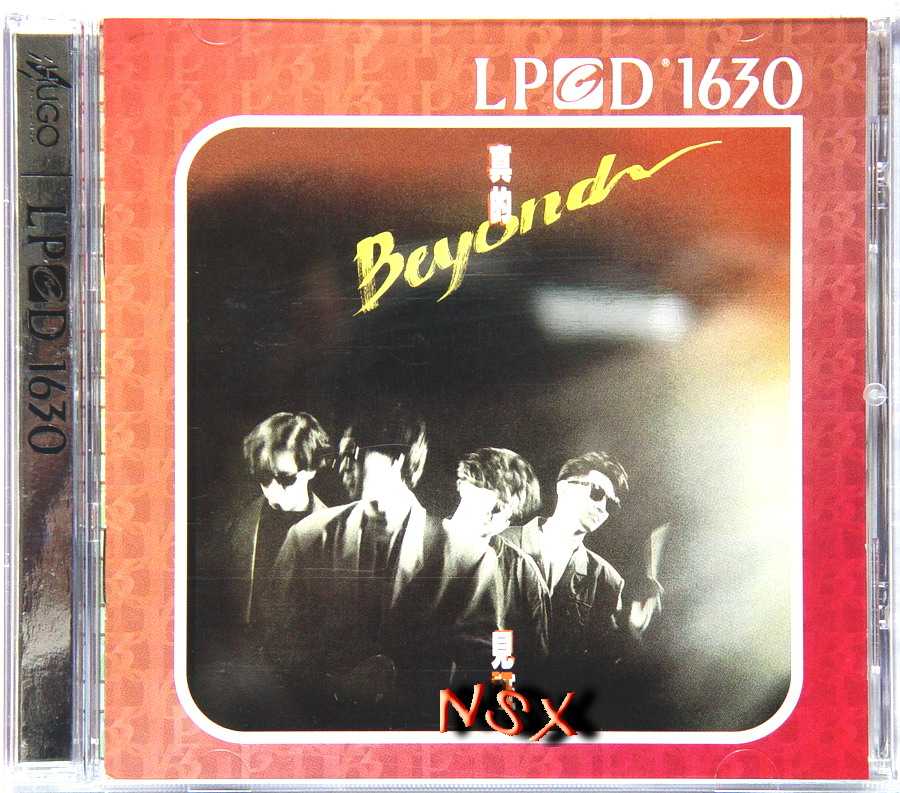 LPCD® 1630
HUGO LPCD 1630
真的
Beyond
見
NSX